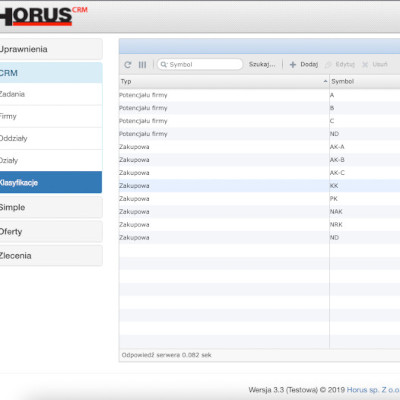 HORUS CRM
Uprawnienia
CRM
Zadania
Firmy
Oddziały
Działy
Klasyfikacje
Simple
Oferty
Zlecenia
Symbol Szukaj... Dodaj Edytuj Usuń
Typ Symbol
Potencjału firmy A
Potencjału firmy B
Potencjału firmy C
Potencjału firmy ND
Zakupowa AK-A
Zakupowa AK-B
Zakupowa AK-C
Zakupowa KK
Zakupowa PK
Zakupowa NAK
Zakupowa NRK
Zakupowa ND
Odpowiedź serwera 0.082 sek
Wersja 3.3 (Testowa) © 2019 Horus sp. Z o.o